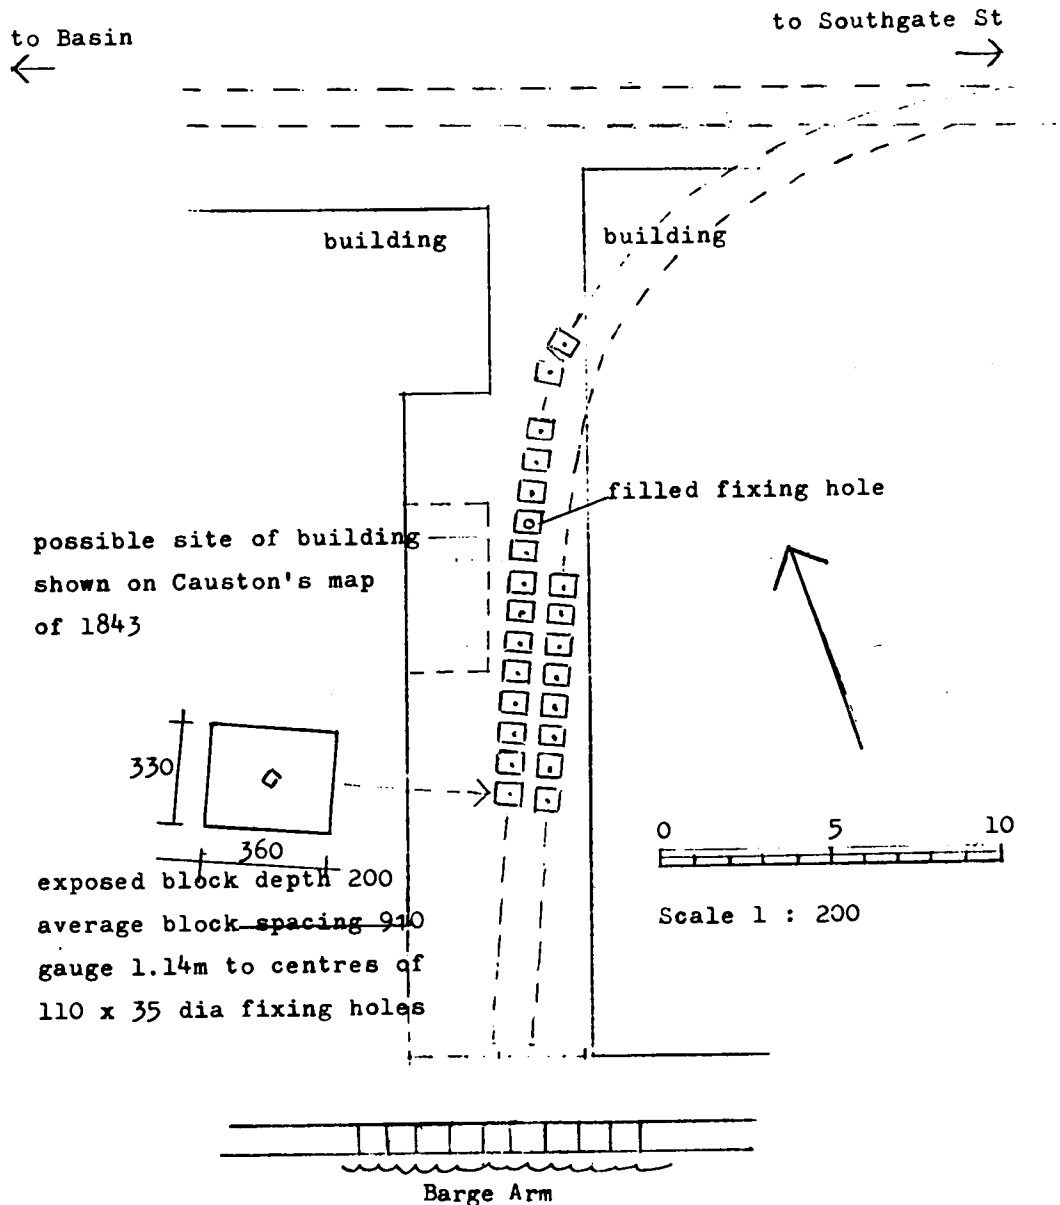 to Basin
to Southgate St
building
building
filled fixing hole
possible site of building
shown on Causton's map
of 1843
330
360
exposed block depth 200
average block spacing 910
gauge 1.14m to centres of
110 x 35 dia fixing holes
0 5 10
Scale 1 : 200
Barge Arm